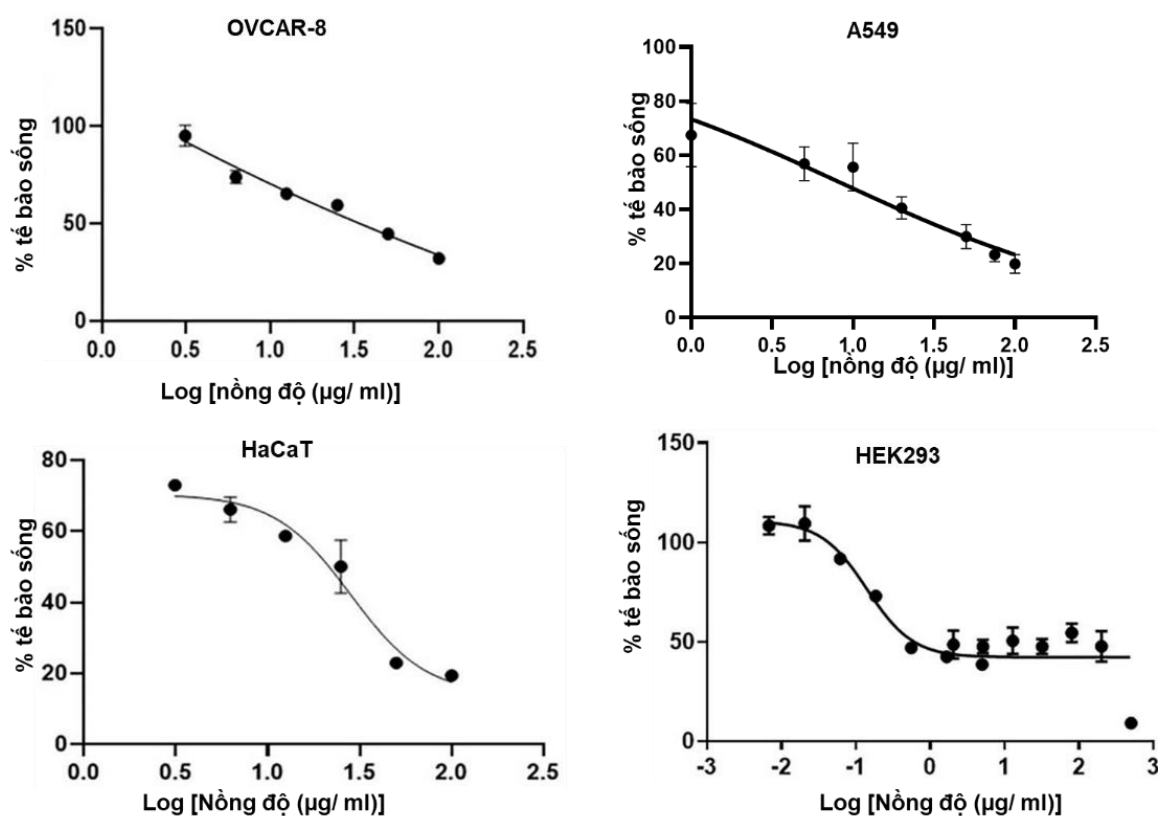 OVCAR-8
% tế bào sống
150
100
50
0
0.0 0.5 1.0 1.5 2.0 2.5
Log [nồng độ (µg/ ml)]
A549
% tế bào sống
100
80
60
40
20
0
0.0 0.5 1.0 1.5 2.0 2.5
Log [nồng độ (µg/ ml)]
HaCaT
% tế bào sống
80
60
40
20
0
0.0 0.5 1.0 1.5 2.0 2.5
Log [Nồng độ (µg/ ml)]
HEK293
% tế bào sống
150
100
50
0
-3 -2 -1 0 1 2 3
Log [Nồng độ (µg/ ml)]